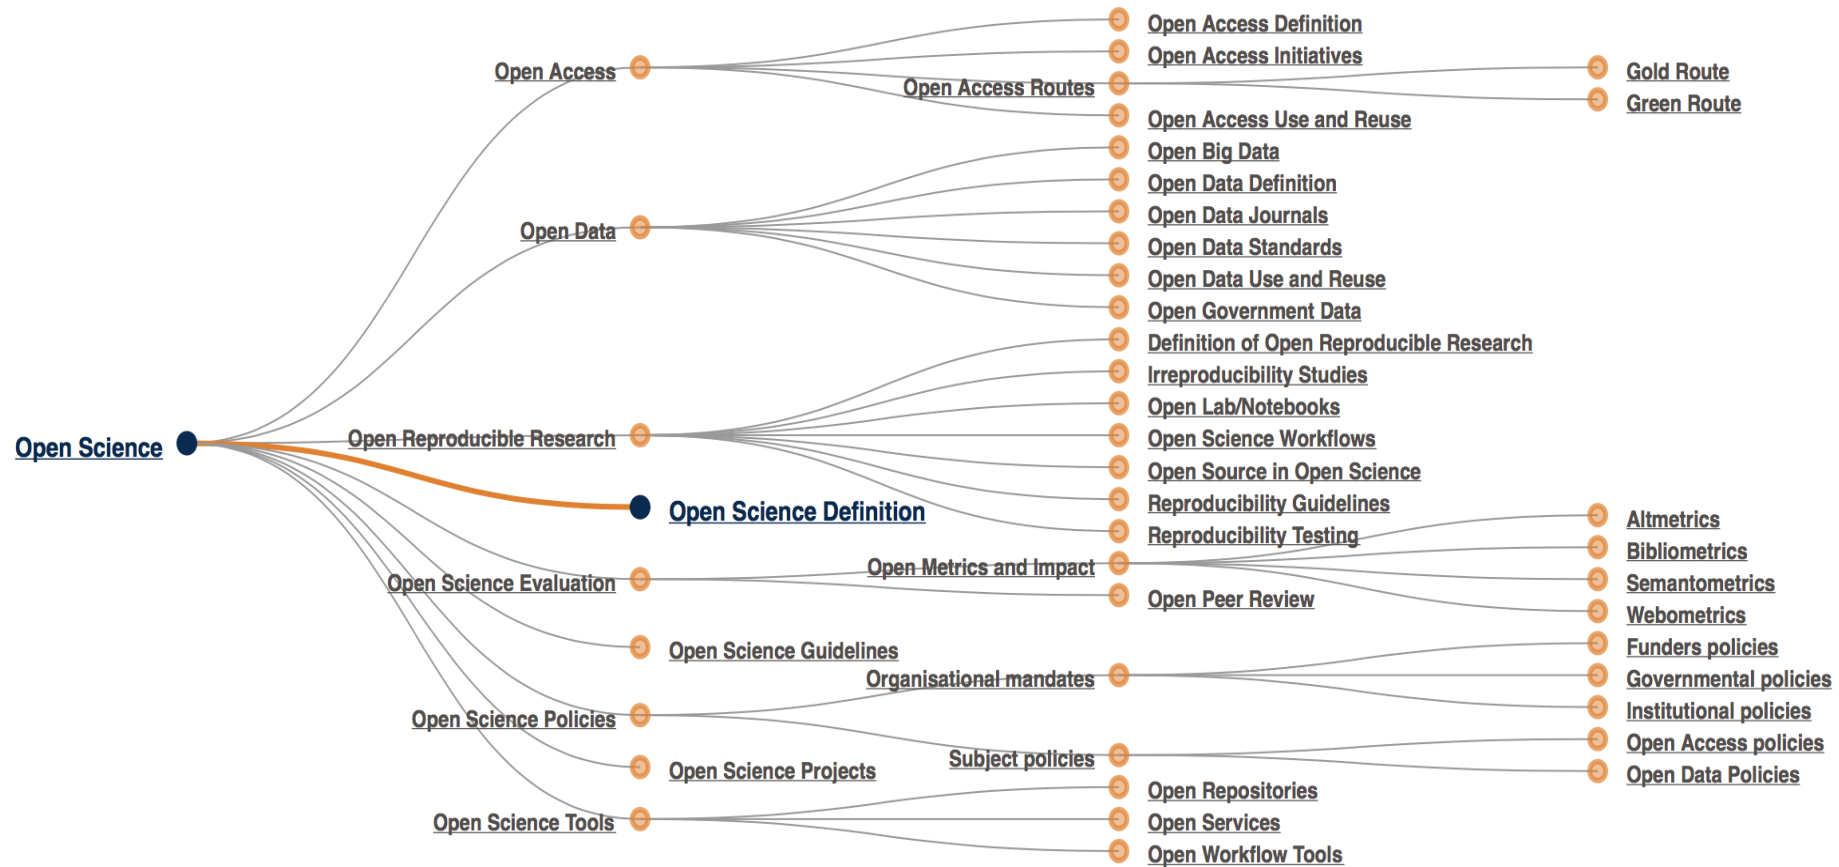 Open Science
Open Access
Open Access Definition
Open Access Initiatives
Open Access Routes
Gold Route
Green Route
Open Access Use and Reuse
Open Data
Open Big Data
Open Data Definition
Open Data Journals
Open Data Standards
Open Data Use and Reuse
Open Government Data
Open Reproducible Research
Definition of Open Reproducible Research
Irreproducibility Studies
Open Lab/Notebooks
Open Science Workflows
Open Source in Open Science
Reproducibility Guidelines
Reproducibility Testing
Open Science Definition
Open Science Evaluation
Open Metrics and Impact
Altmetrics
Bibliometrics
Semantometrics
Webometrics
Open Peer Review
Open Science Guidelines
Open Science Policies
Organisational mandates
Funders policies
Governmental policies
Institutional policies
Subject policies
Open Access policies
Open Data Policies
Open Science Projects
Open Science Tools
Open Repositories
Open Services
Open Workflow Tools